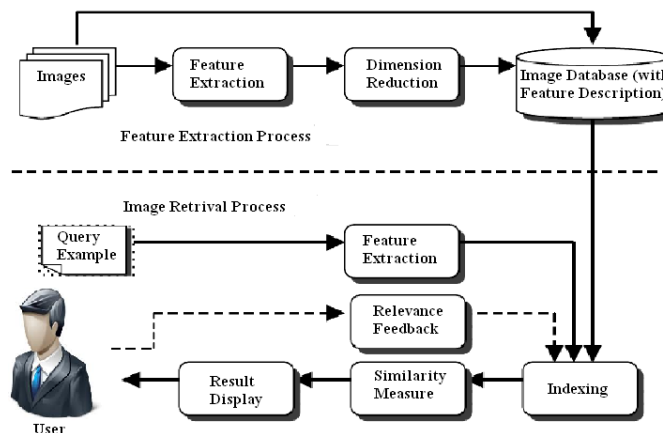 Images
Feature
Extraction
Dimension
Reduction
Image Database (with
Feature Description)
Feature Extraction Process
Image Retrival Process
Query
Example
Feature
Extraction
Relevance
Feedback
Result
Display
Similarity
Measure
Indexing
User